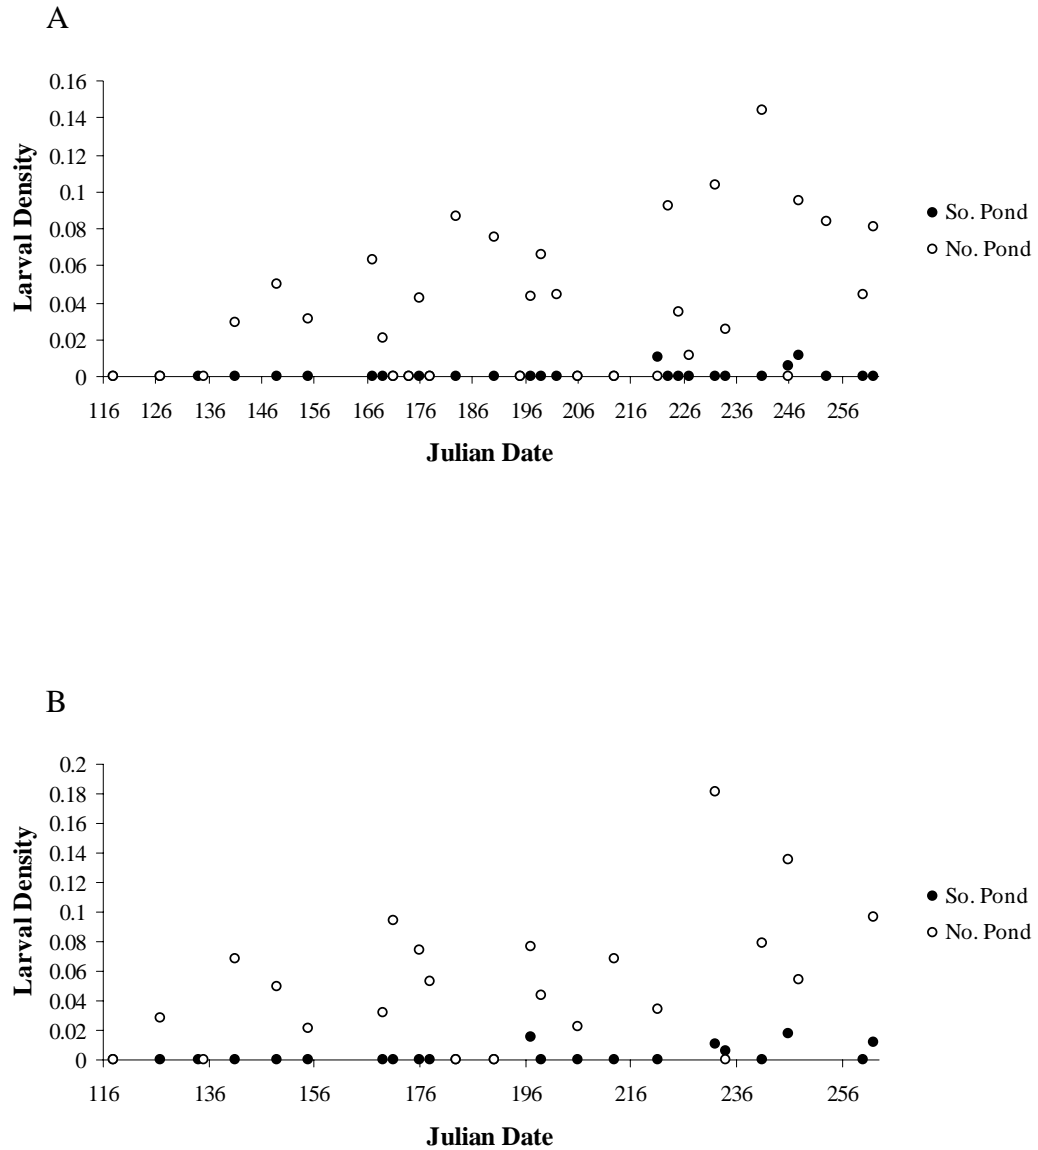 A
0.16
0.14
0.12
0.1
0.08
0.06
0.04
0.02
0
Larval Density
116 126 136 146 156 166 176 186 196 206 216 226 236 246 256
Julian Date
So. Pond
No. Pond
B
0.2
0.18
0.16
0.14
0.12
0.1
0.08
0.06
0.04
0.02
0
Larval Density
116 136 156 176 196 216 236 256
Julian Date
So. Pond
No. Pond